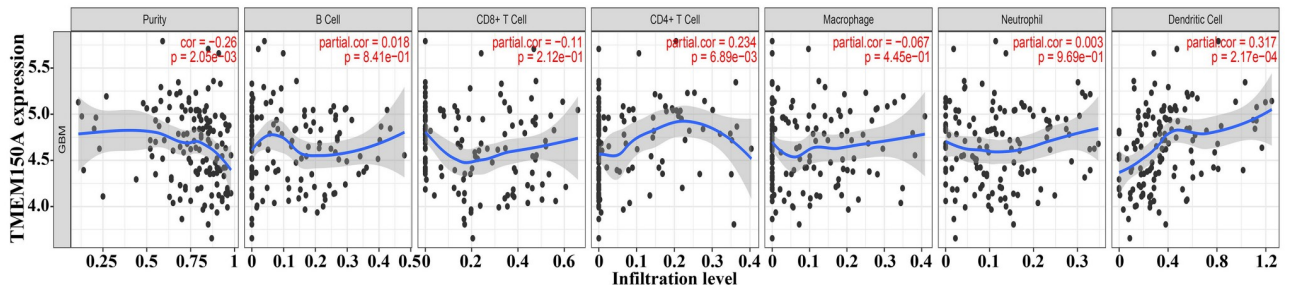 Purity
B Cell
CD8+ T Cell
CD4+ T Cell
Macrophage
Neutrophil
Dendritic Cell
cor = −0.26
p = 2.05e−03
partial.cor = 0.018
p = 8.41e−01
partial.cor = −0.11
p = 2.12e−01
partial.cor = 0.234
p = 6.89e−03
partial.cor = −0.067
p = 4.45e−01
partial.cor = 0.003
p = 9.69e−01
partial.cor = 0.317
p = 2.17e−04
TMEM150A expression
5.5
5.0
4.5
4.0
GBM
0.25 0.5 0.75 1
0 0.1 0.2 0.3 0.4 0.5
0 0.2 0.4 0.6
0 0.1 0.2 0.3 0.4
0 0.1 0.2 0.3 0.4
0 0.1 0.2 0.3
0 0.4 0.8 1.2
Infiltration level